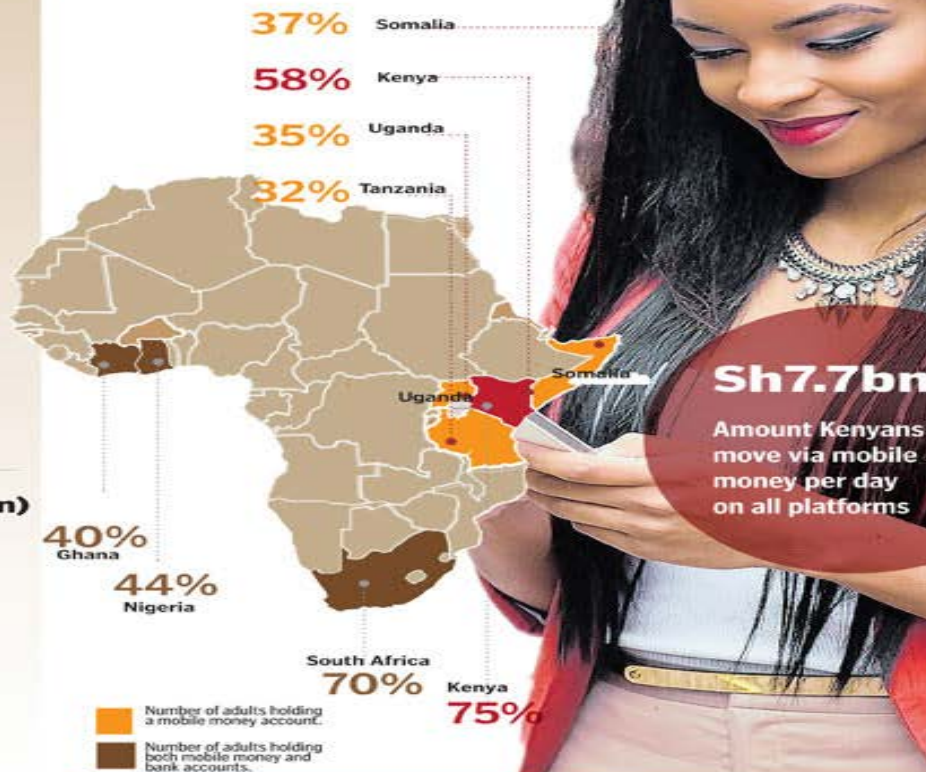 37% Somalia
58% Kenya
35% Uganda
32% Tanzania
Somalia
Uganda
Sh7.7bn
Amount Kenyans
move via mobile
money per day
on all platforms
n)
40%
Ghana
44%
Nigeria
South Africa
70%
Kenya
75%
Number of adults holding
a mobile money account.
Number of adults holding
both mobile money and
bank accounts.